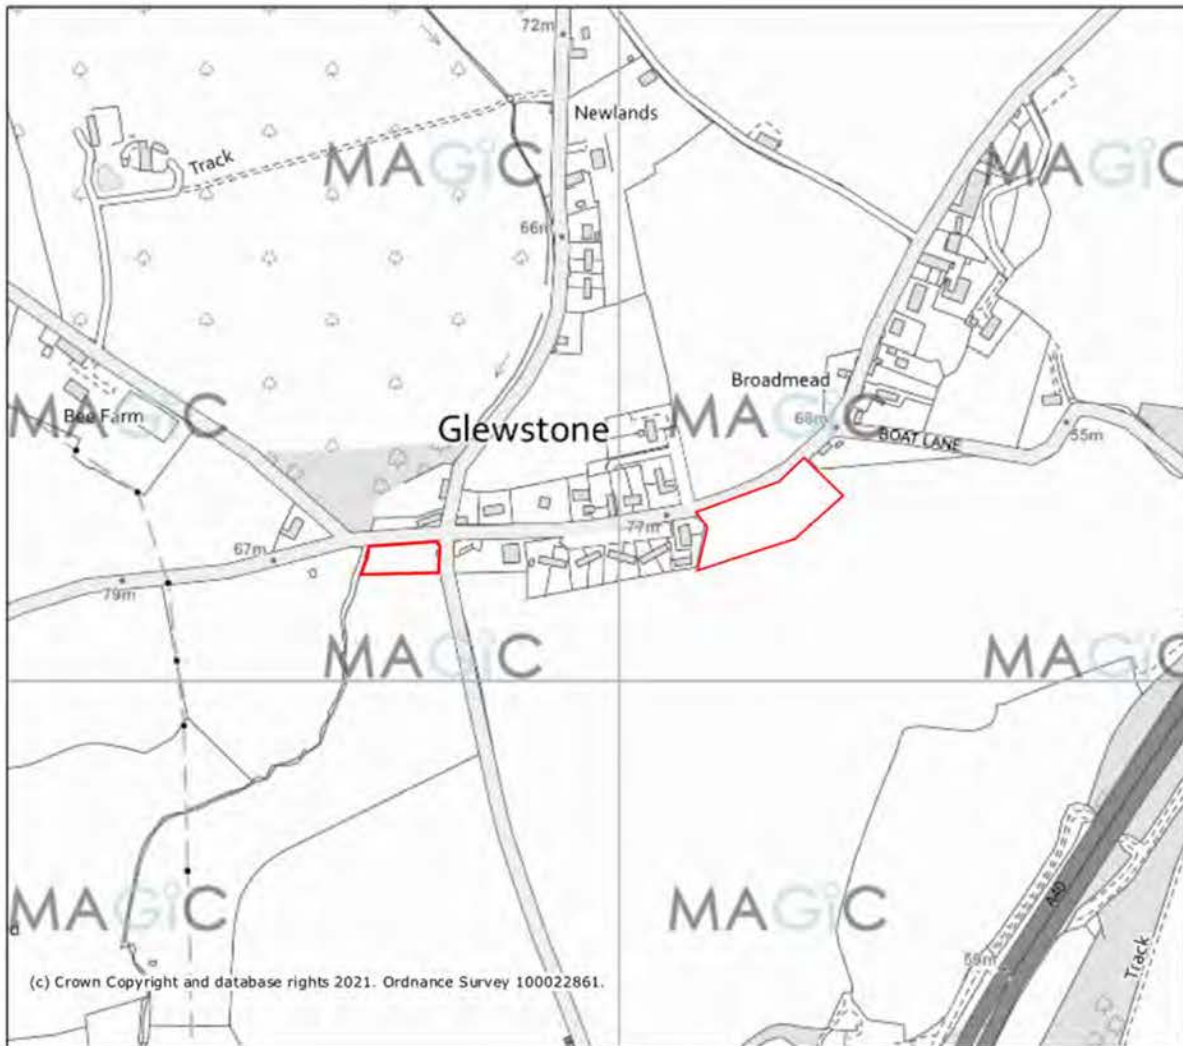 72m
Newlands
MAGiC
MAGiC
Track
66m
Broadmead
Bee Farm
MAGiC
Glewstone
MAGiC
68m
BOAT LANE
55m
77m
67m
79m
MAGiC
MAGiC
A40
MAGiC
MAGiC
59m
Track
(c) Crown Copyright and database rights 2021. Ordnance Survey 100022861.